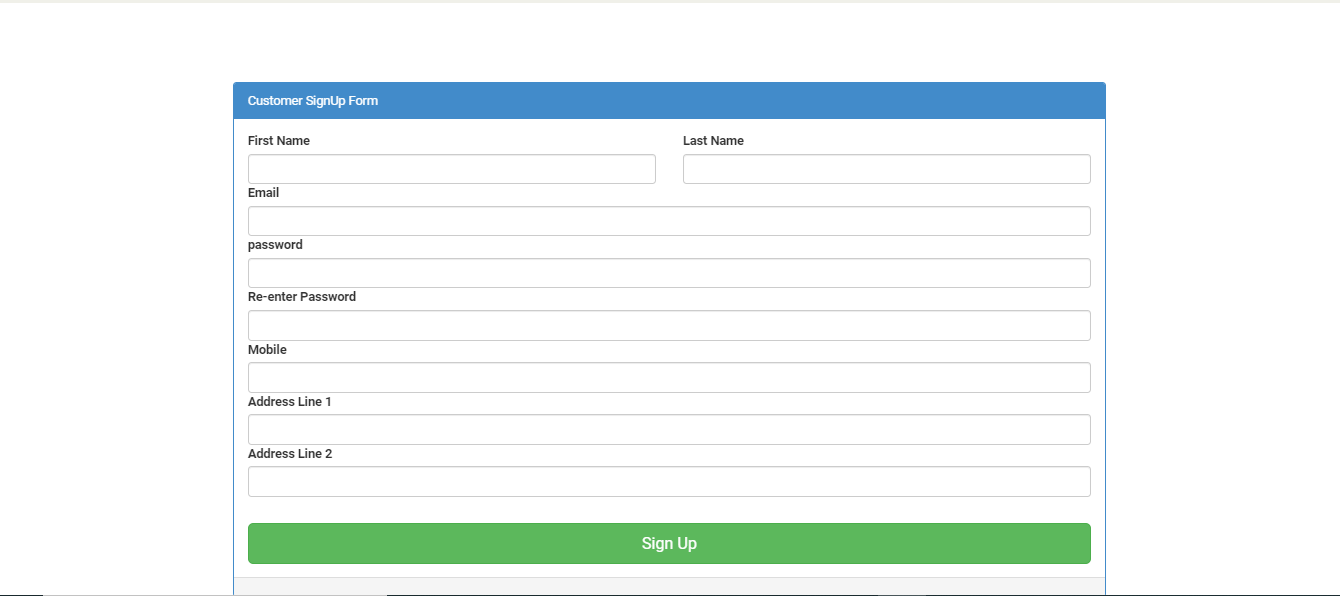 Customer SignUp Form
First Name
Last Name
Email
password
Re-enter Password
Mobile
Address Line 1
Address Line 2
Sign Up